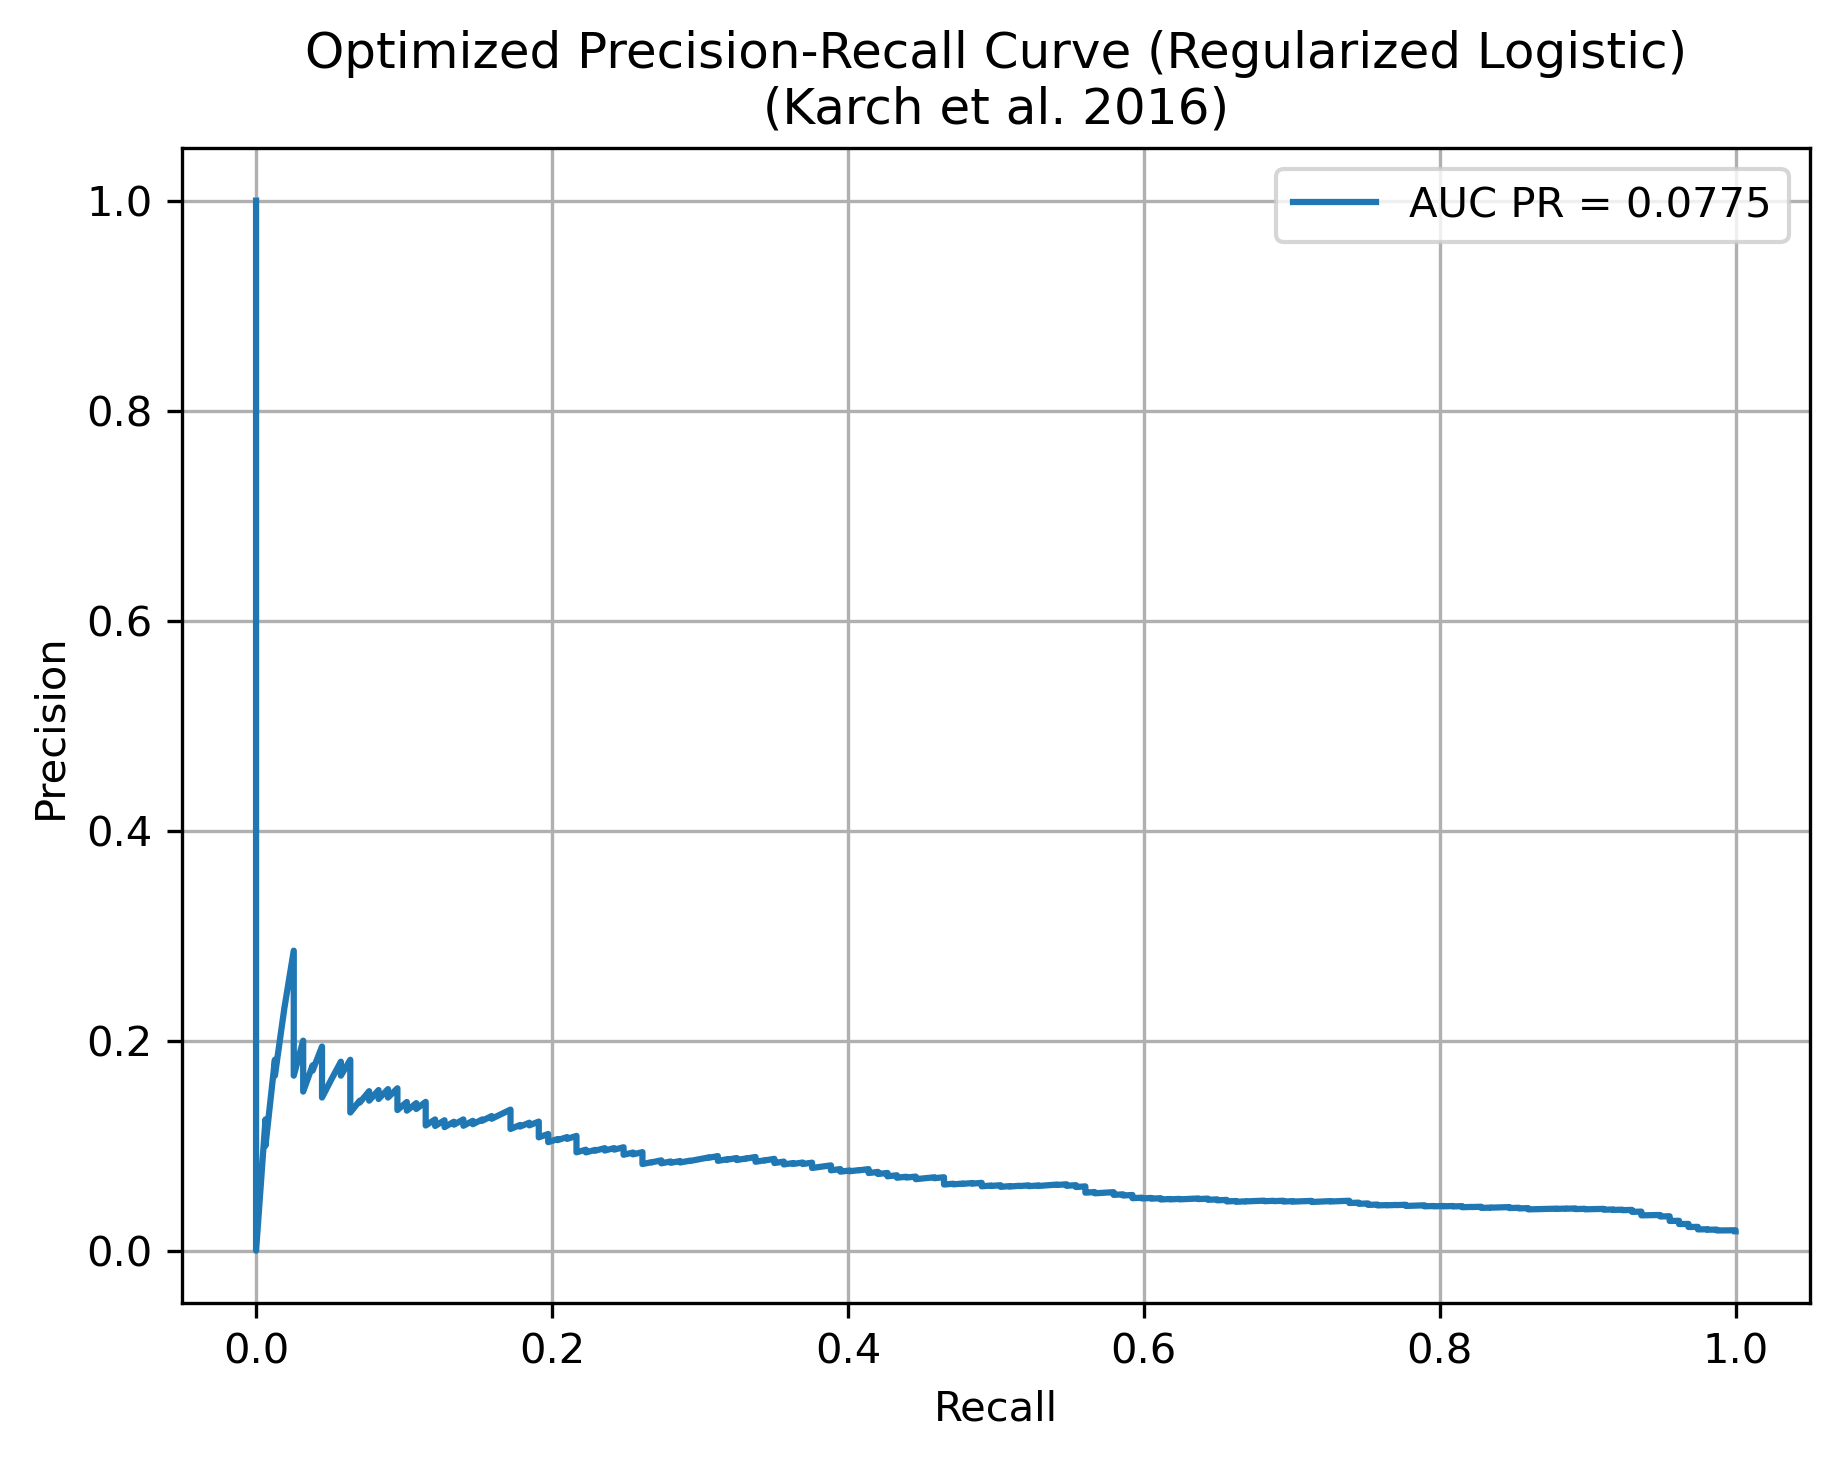 Optimized Precision-Recall Curve (Regularized Logistic)
(Karch et al. 2016)
AUC PR = 0.0775
1.0
0.8
0.6
0.4
0.2
0.0
Precision
0.0 0.2 0.4 0.6 0.8 1.0
Recall